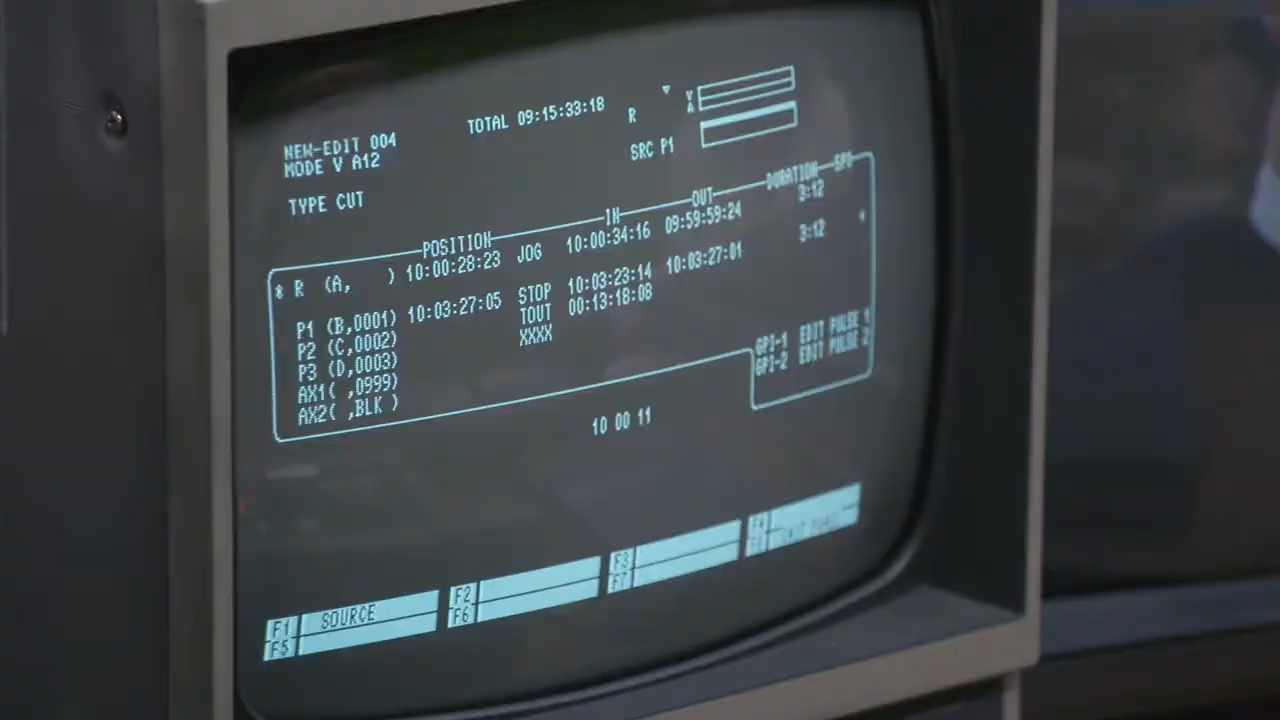 NEW-EDIT 004 TOTAL 09:15:33:18 R V
MODE V A12 A
TYPE CUT SRC P1
POSITION IN OUT DURATION SPD
* R (A, ) 10:00:28:23 JOG 10:00:34:16 09:59:59:24 3:12
P1 (B,0001) 10:03:27:05 STOP 10:03:23:14 10:03:27:01 3:12
P2 (C,0002) TOUT 00:13:18:08
P3 (D,0003) XXXX
AX1( ,0999) GPI-1 EDIT PULSE 1
AX2( ,BLK ) GPI-2 EDIT PULSE 2
10 00 11
F1 SOURCE F2 F3 F4
F5 F6 F7 F8